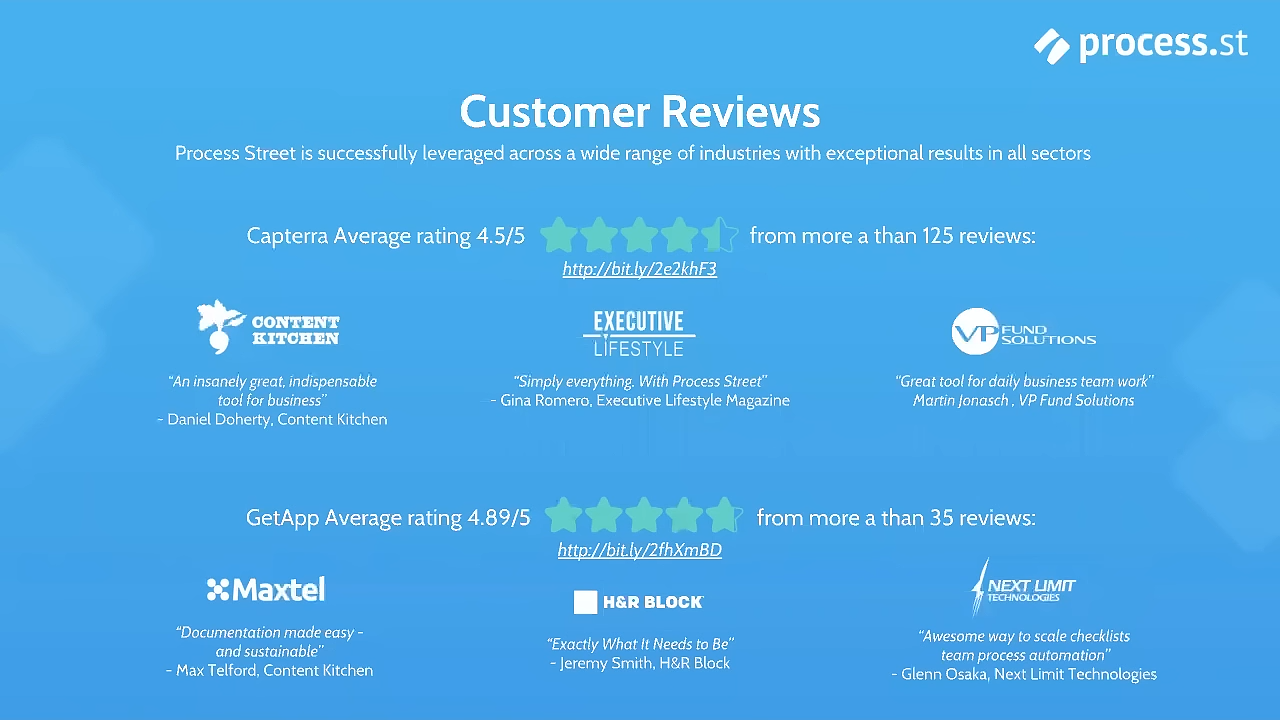 process.st
Customer Reviews
Process Street is successfully leveraged across a wide range of industries with exceptional results in all sectors
Capterra Average rating 4.5/5 from more a than 125 reviews:
http://bit.ly/2e2khF3
CONTENT
KITCHEN
“An insanely great, indispensable
tool for business”
- Daniel Doherty, Content Kitchen
EXECUTIVE
LIFESTYLE
“Simply everything. With Process Street”
- Gina Romero, Executive Lifestyle Magazine
VP FUND
SOLUTIONS
“Great tool for daily business team work”
Martin Jonasch , VP Fund Solutions
GetApp Average rating 4.89/5 from more a than 35 reviews:
http://bit.ly/2fhXmBD
Maxtel
“Documentation made easy -
and sustainable”
- Max Telford, Content Kitchen
H&R BLOCK
“Exactly What It Needs to Be”
- Jeremy Smith, H&R Block
NEXT LIMIT
TECHNOLOGIES
“Awesome way to scale checklists
team process automation”
- Glenn Osaka, Next Limit Technologies